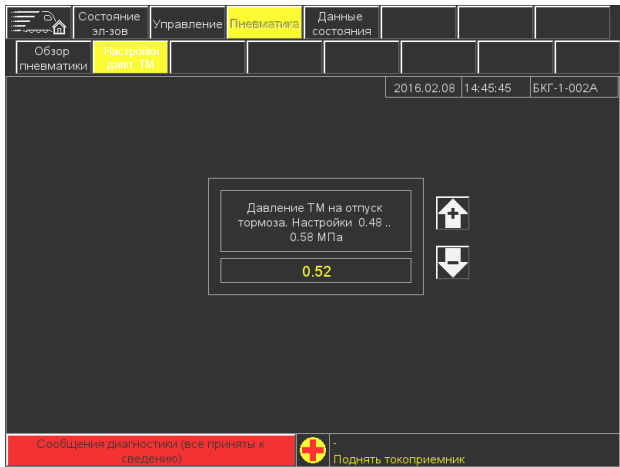 Состояние эл-зов
Управление
Пневматика
Данные состояния
Обзор пневматики
Настройки давл. ТМ
2016.02.08 14:45:45 БКГ-1-002А
Давление ТМ на отпуск
тормоза. Настройки 0.48 ..
0.58 МПа
0.52
Сообщения диагностики (все приняты к
сведению)
-
Поднять токоприемник